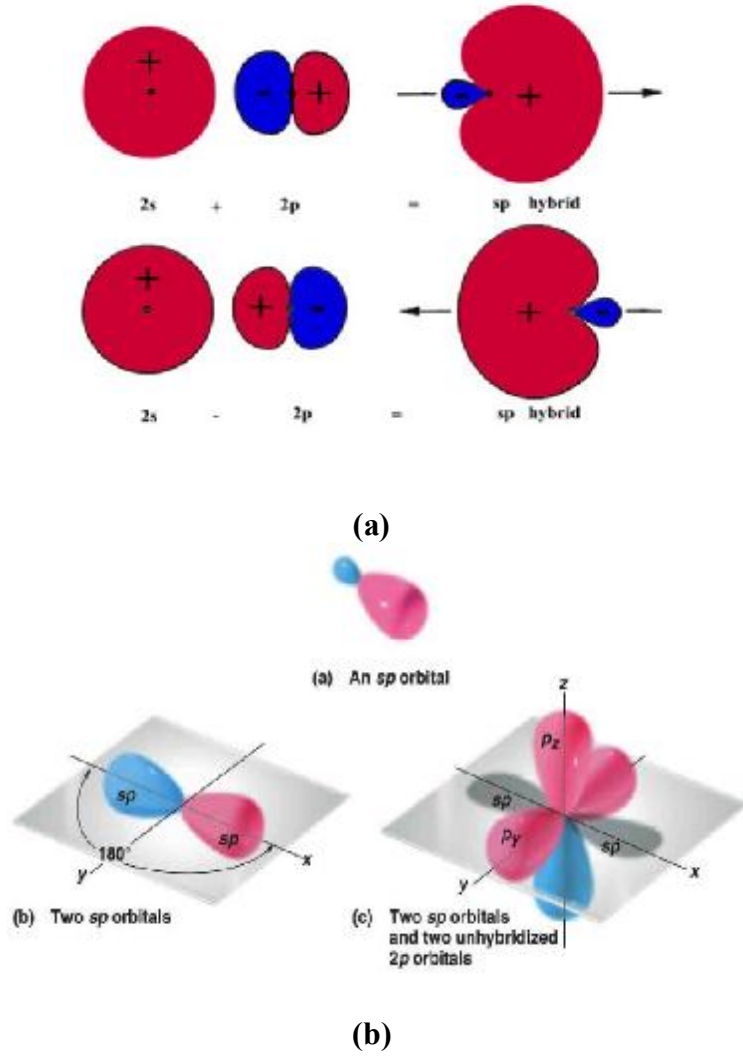 + - +
- +
2s + 2p = sp hybrid
+ + - +
-
2s - 2p = sp hybrid
(a)
(a) An sp orbital
z
pz
sp sp
sp
sp
180°
y
x
py
y
x
(b) Two sp orbitals
(c) Two sp orbitals
and two unhybridized
2p orbitals
(b)